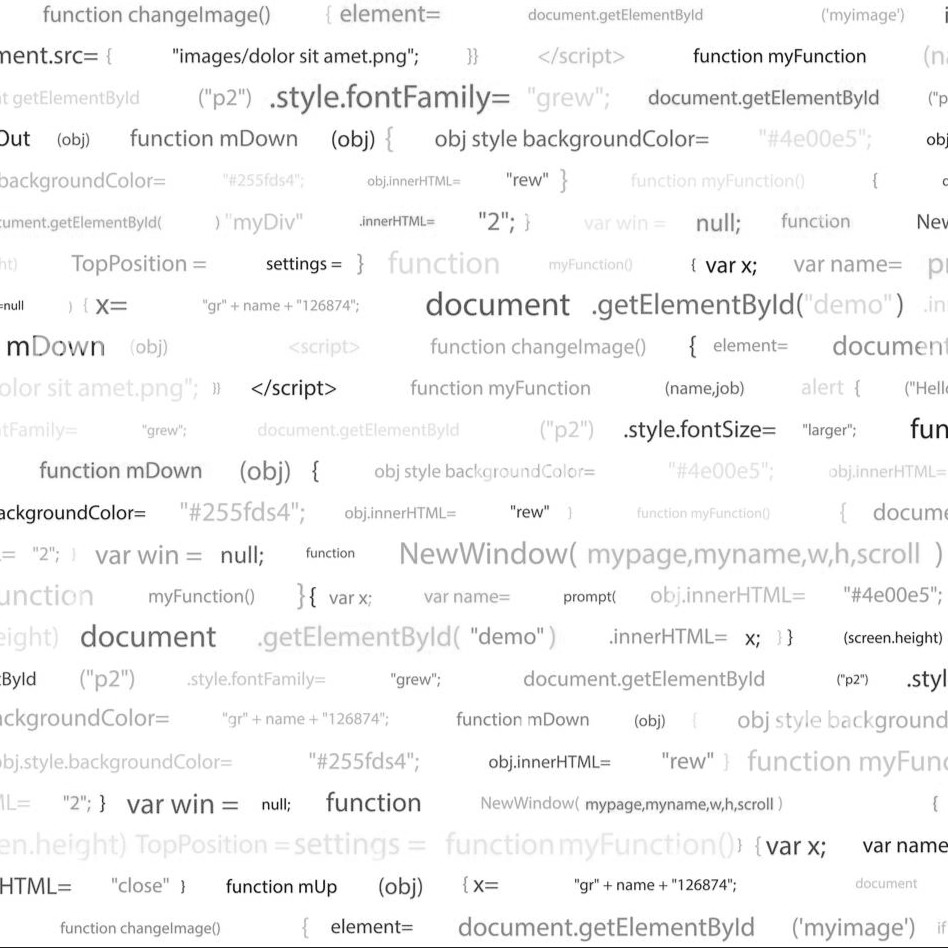 function changeImage() { element= document.getElementById ('myimage')
ment.src= { "images/dolor sit amet.png"; }} </script> function myFunction (na
t getElementById ("p2") .style.fontFamily= "grew"; document.getElementById ("p
Out (obj) function mDown (obj) { obj style backgroundColor= "#4e00e5"; obj
backgroundColor= "#255fds4"; obj.innerHTML= "rew" } function myFunction() {
cument.getElementById( ) "myDiv" .innerHTML= "2"; } var win = null; function New
ht) TopPosition = settings = } function myFunction() { var x; var name= pr
=null ) { x= "gr" + name + "126874"; document .getElementById("demo" ) .in
mDown (obj) <script> function changeImage() { element= document
olor sit amet.png"; }} </script> function myFunction (name,job) alert { ("Hell
tFamily= "grew"; document.getElementById ("p2") .style.fontSize= "larger"; fun
function mDown (obj) { obj style backgroundColor= "#4e00e5"; obj.innerHTML=
ackgroundColor= "#255fds4"; obj.innerHTML= "rew" } function myFunction() { docume
= "2"; } var win = null; function NewWindow( mypage,myname,w,h,scroll )
unction myFunction() }{ var x; var name= prompt( obj.innerHTML= "#4e00e5";
eight) document .getElementById( "demo" ) .innerHTML= x; } } (screen.height)
tById ("p2") .style.fontFamily= "grew"; document.getElementById ("p2") .styl
ackgroundColor= "gr" + name + "126874"; function mDown (obj) { obj style background
obj.style.backgroundColor= "#255fds4"; obj.innerHTML= "rew" } function myFunc
ML= "2"; } var win = null; function NewWindow( mypage,myname,w,h,scroll ) {
en.height) TopPosition = settings = function myFunction() } { var x; var name
HTML= "close" } function mUp (obj) { x= "gr" + name + "126874"; document
function changeImage() { element= document.getElementById ('myimage') if